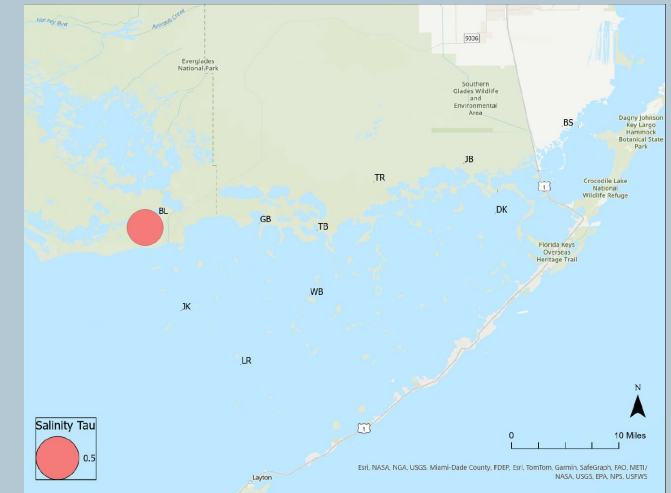 Armands Creek
9336
Everglades
National Park
Southern
Glades Wildlife
and
Environmental
Area
BS
Dagny Johnson
Key Largo
Hammock
Botanical State
Park
JB
TR
1
Crocodile Lake
National
Wildlife Refuge
BL
DK
GB
TB
Florida Keys
Overseas
Heritage Trail
WB
JK
LR
N
Salinity Tau
0.5
1
0
10 Miles
Layton
Esri, NASA, NGA, USGS, Miami-Dade County, FDEP, Esri, TomTom, Garmin, SafeGraph, FAO, METI/
NASA, USGS, EPA, NPS, USFWS